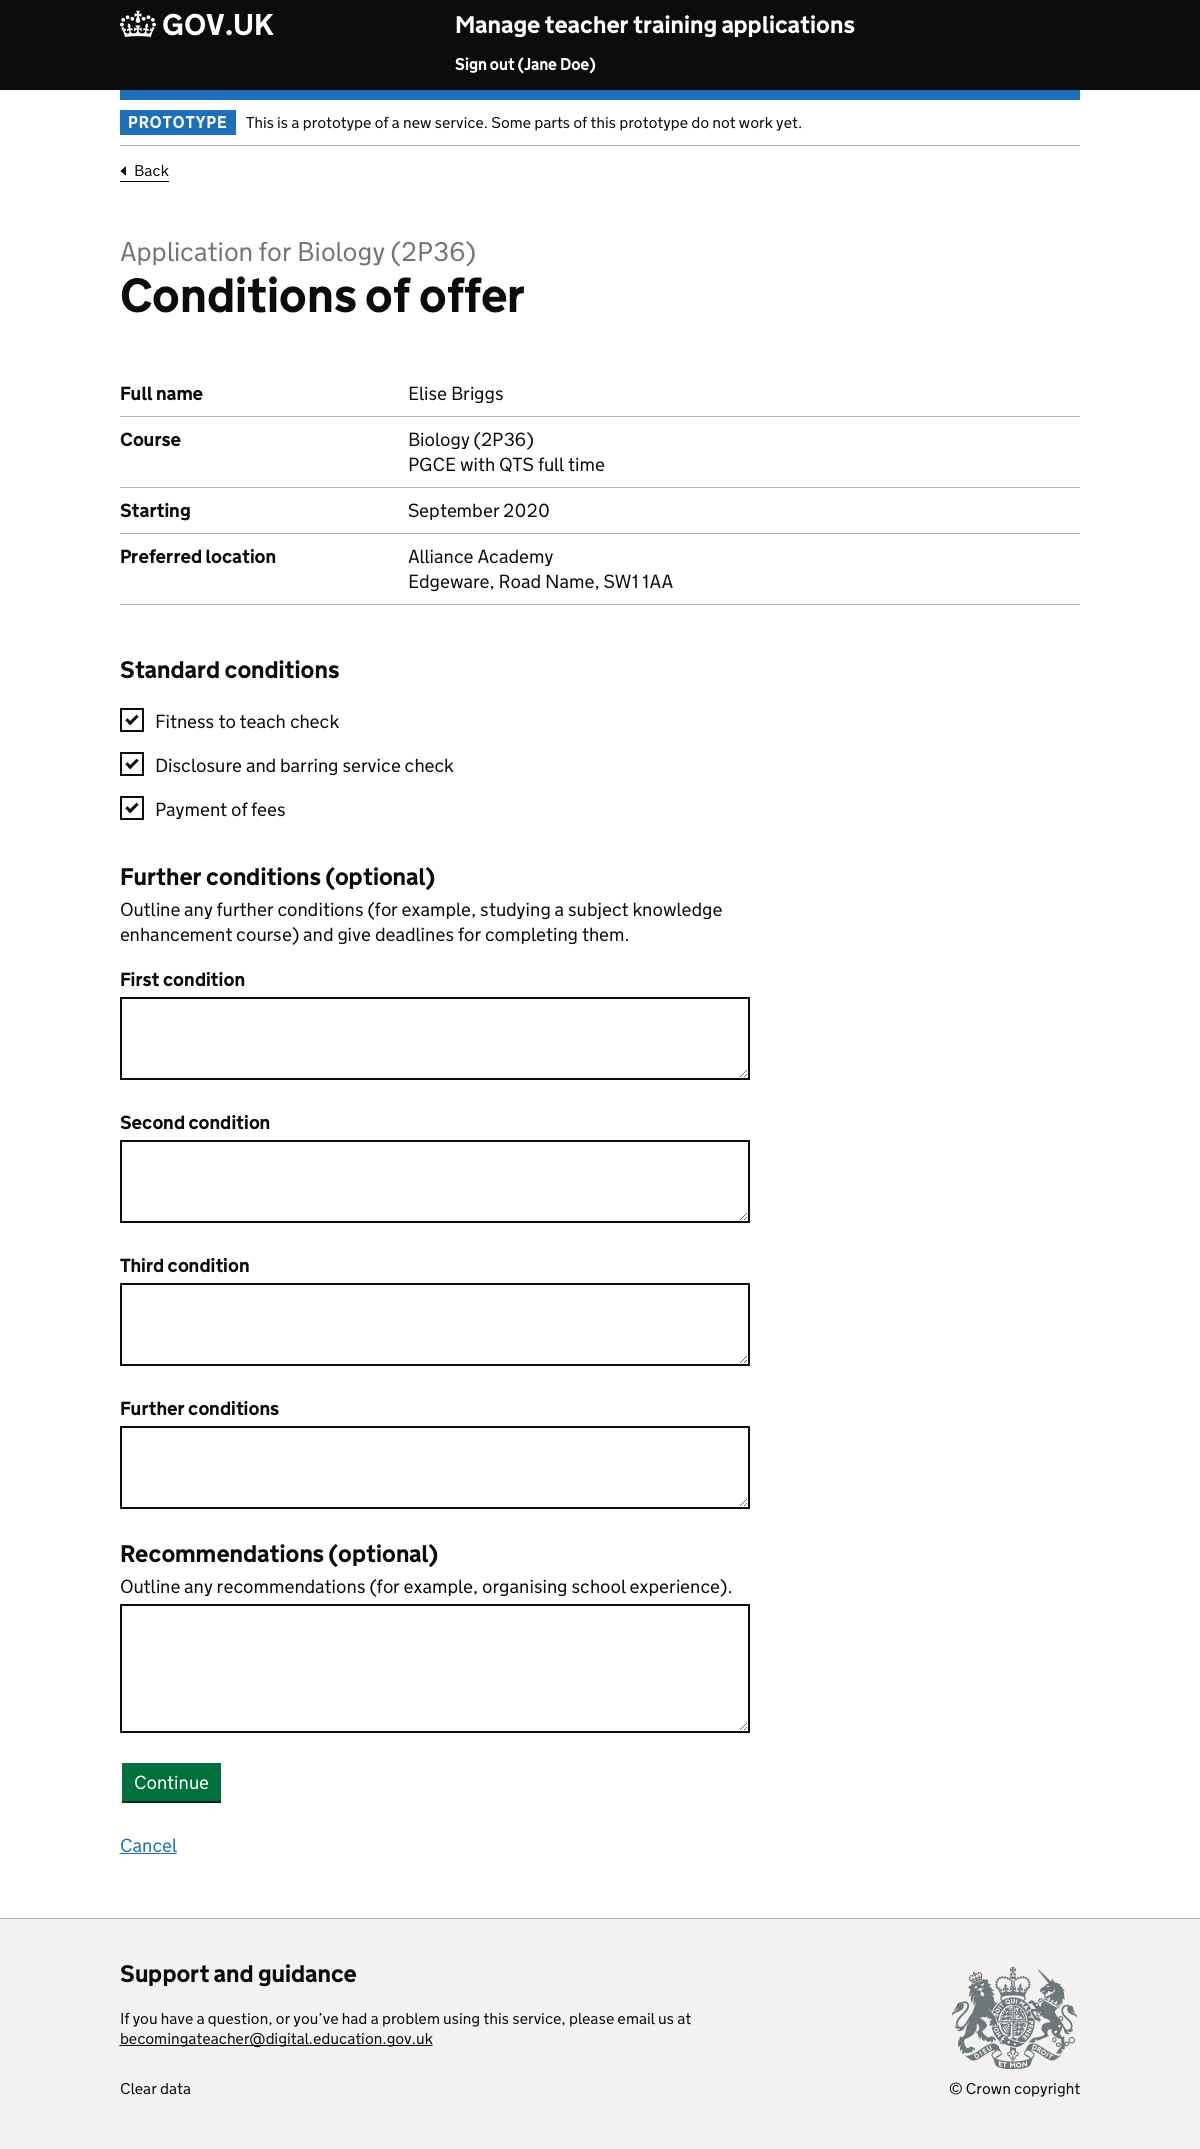 GOV.UK
Manage teacher training applications
Sign out (Jane Doe)
PROTOTYPE This is a prototype of a new service. Some parts of this prototype do not work yet.
Back
Application for Biology (2P36)
Conditions of offer
Full name Elise Briggs
Course Biology (2P36)
PGCE with QTS full time
Starting September 2020
Preferred location Alliance Academy
Edgeware, Road Name, SW1 1AA
Standard conditions
Fitness to teach check
Disclosure and barring service check
Payment of fees
Further conditions (optional)
Outline any further conditions (for example, studying a subject knowledge
enhancement course) and give deadlines for completing them.
First condition
Second condition
Third condition
Further conditions
Recommendations (optional)
Outline any recommendations (for example, organising school experience).
Continue
Cancel
Support and guidance
If you have a question, or you’ve had a problem using this service, please email us at
becomingateacher@digital.education.gov.uk
Clear data
DIEU ET MON DROIT
© Crown copyright